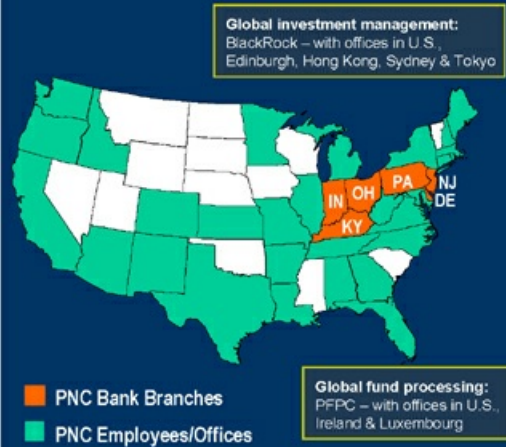 Global investment management:
BlackRock – with offices in U.S.,
Edinburgh, Hong Kong, Sydney & Tokyo
IN
OH
PA
NJ
DE
KY
PNC Bank Branches
PNC Employees/Offices
Global fund processing:
PFPC – with offices in U.S.,
Ireland & Luxembourg